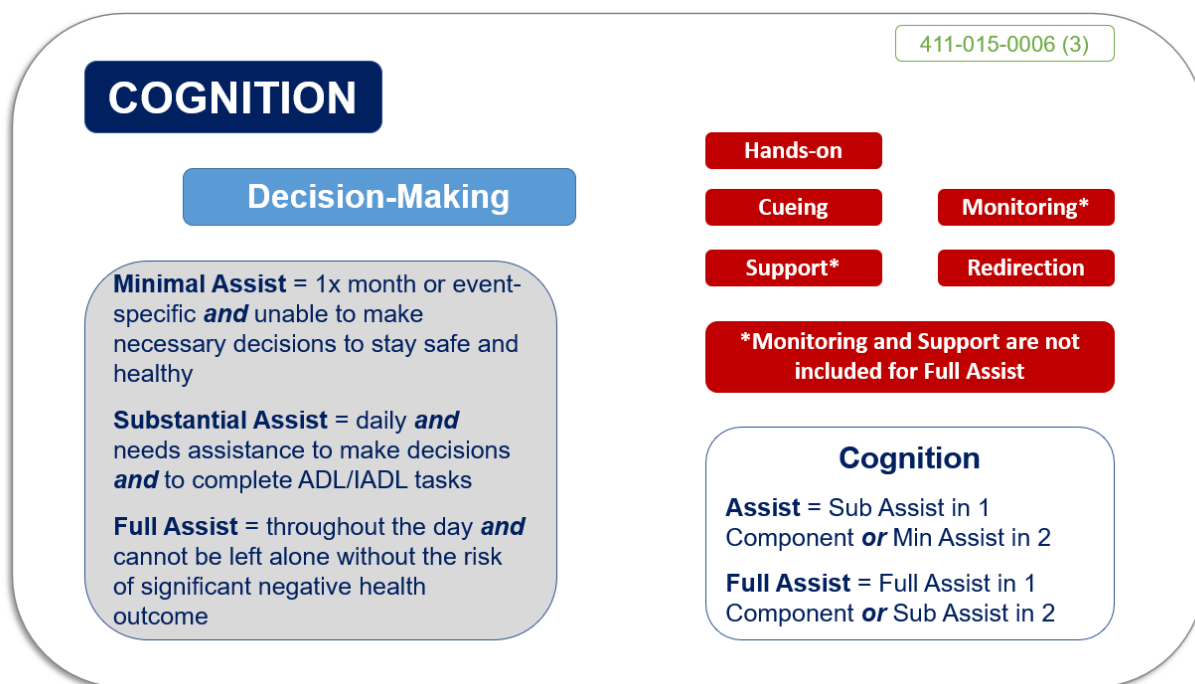 411-015-0006 (3)
COGNITION
Decision-Making
Minimal Assist = 1x month or event-
specific and unable to make
necessary decisions to stay safe and
healthy
Substantial Assist = daily and
needs assistance to make decisions
and to complete ADL/IADL tasks
Full Assist = throughout the day and
cannot be left alone without the risk
of significant negative health
outcome
Hands-on
Cueing
Monitoring*
Support*
Redirection
*Monitoring and Support are not
included for Full Assist
Cognition
Assist = Sub Assist in 1
Component or Min Assist in 2
Full Assist = Full Assist in 1
Component or Sub Assist in 2